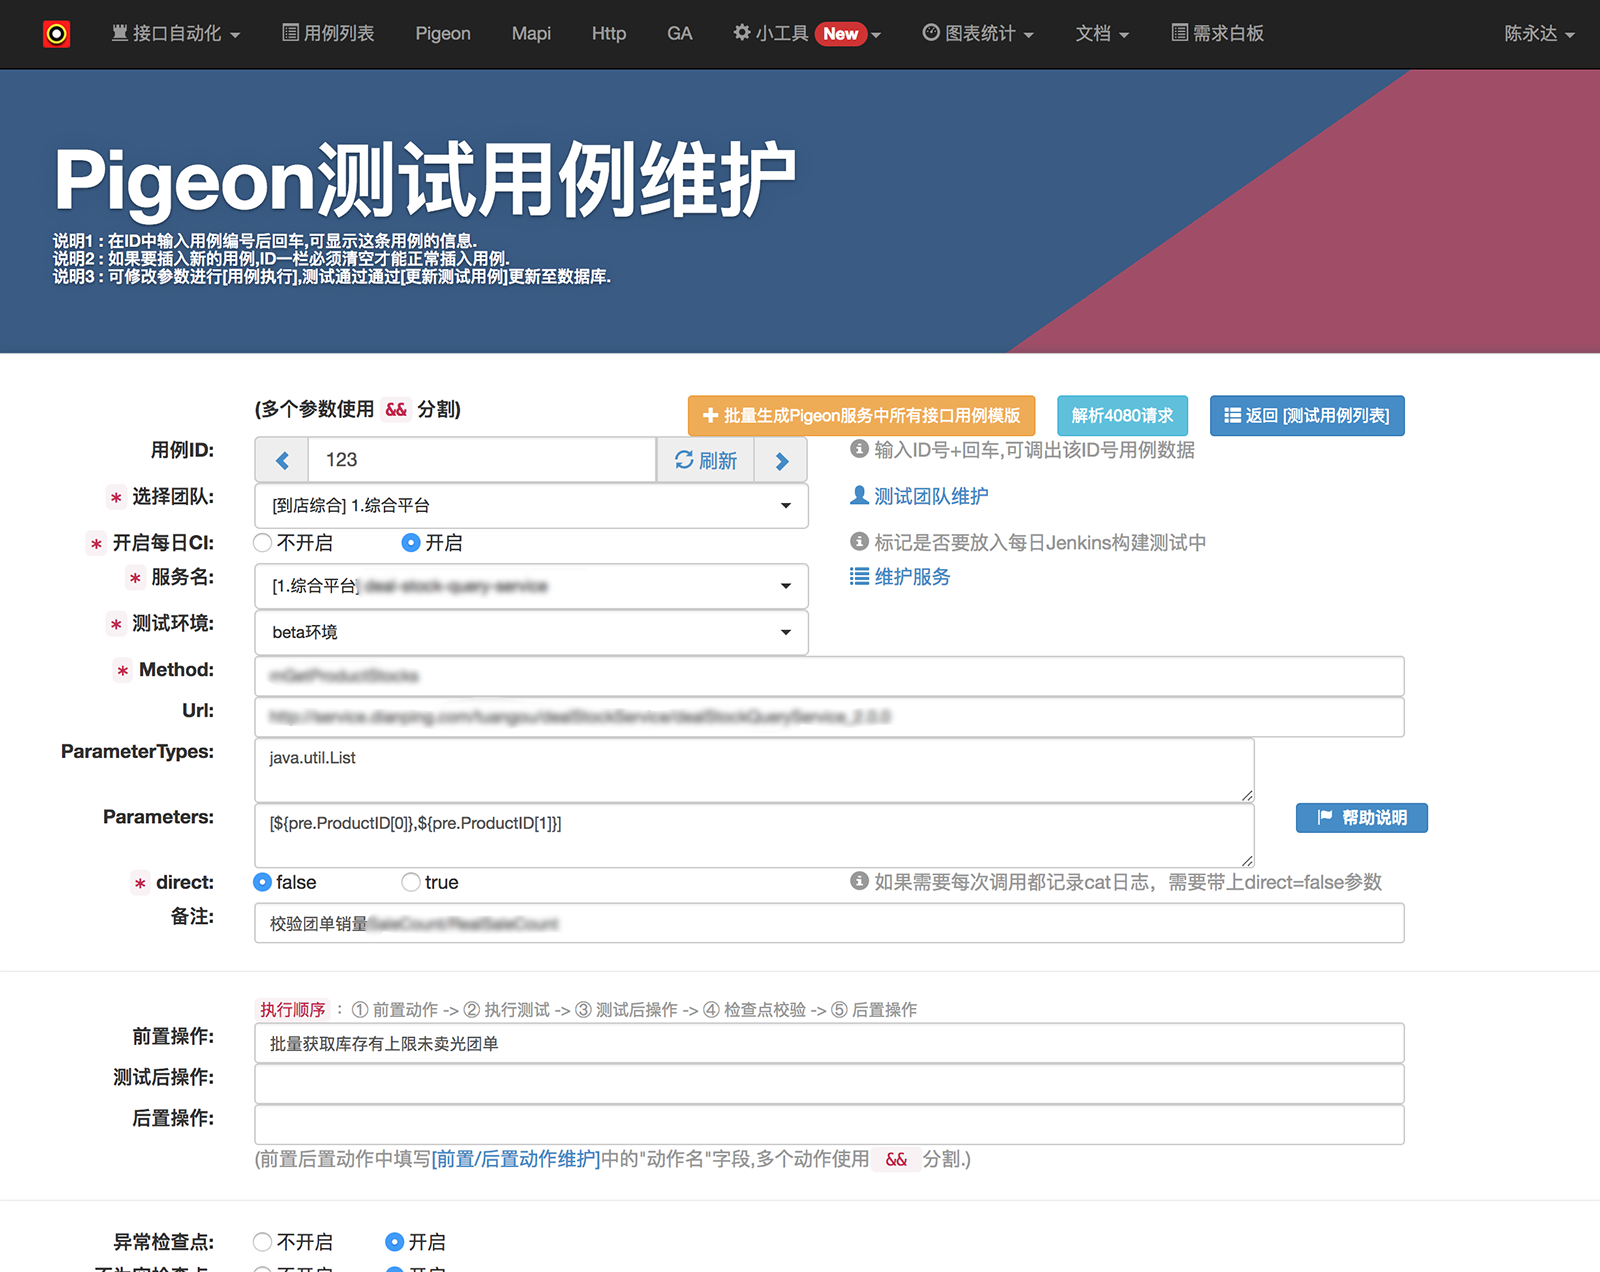 接口自动化 用例列表 Pigeon Mapi Http GA 小工具 New 图表统计 文档 需求白板 陈永达
Pigeon测试用例维护
说明1：在ID中输入用例编号后回车,可显示这条用例的信息.
说明2：如果要插入新的用例,ID一栏必须清空才能正常插入用例.
说明3：可修改参数进行[用例执行],测试通过通过[更新测试用例]更新至数据库.
(多个参数使用 && 分割) 批量生成Pigeon服务中所有接口用例模版 解析4080请求 返回 [测试用例列表]
用例ID: 123 刷新 输入ID号+回车,可调出该ID号用例数据
* 选择团队: [到店综合] 1.综合平台 测试团队维护
* 开启每日CI: 不开启 开启 标记是否要放入每日Jenkins构建测试中
* 服务名: [1.综合平台] deal-stock-query-service 维护服务
* 测试环境: beta环境
* Method: mGetProductStocks
Url:
ParameterTypes: java.util.List
Parameters: [${pre.ProductID[0]},${pre.ProductID[1]}] 帮助说明
* direct: false true 如果需要每次调用都记录cat日志，需要带上direct=false参数
备注: 校验团单销量
执行顺序 ： ① 前置动作 -> ② 执行测试 -> ③ 测试后操作 -> ④ 检查点校验 -> ⑤ 后置操作
前置操作: 批量获取库存有上限未卖光团单
测试后操作:
后置操作:
(前置后置动作中填写[前置/后置动作维护]中的"动作名"字段,多个动作使用 && 分割.)
异常检查点: 不开启 开启